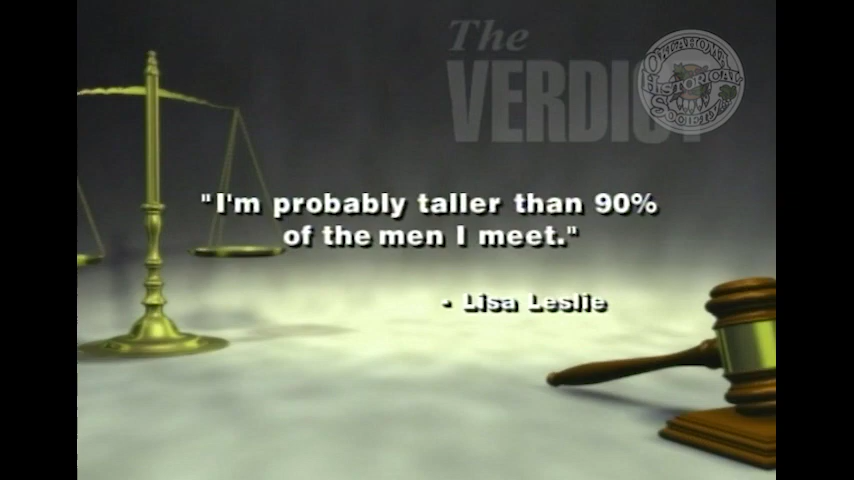 The
VERDICT
OKLAHOMA
HISTORICAL
SOCIETY
"I'm probably taller than 90%
of the men I meet."
- Lisa Leslie